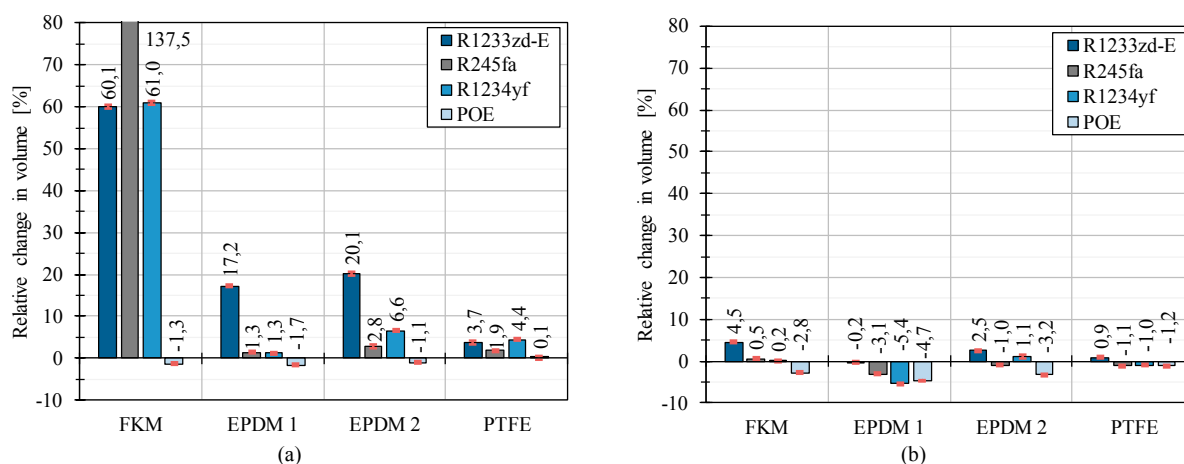 Relative change in volume [%]
80
70
60
50
40
30
20
10
0
-10
60,1
137,5
61,0
-1,3
17,2
1,3
1,3
-1,7
20,1
2,8
6,6
-1,1
3,7
1,9
4,4
0,1
R1233zd-E
R245fa
R1234yf
POE
FKM
EPDM 1
EPDM 2
PTFE
(a)
Relative change in volume [%]
80
70
60
50
40
30
20
10
0
-10
4,5
0,5
0,2
-2,8
-0,2
-3,1
-5,4
-4,7
2,5
-1,0
1,1
-3,2
0,9
-1,1
-1,0
-1,2
R1233zd-E
R245fa
R1234yf
POE
FKM
EPDM 1
EPDM 2
PTFE
(b)